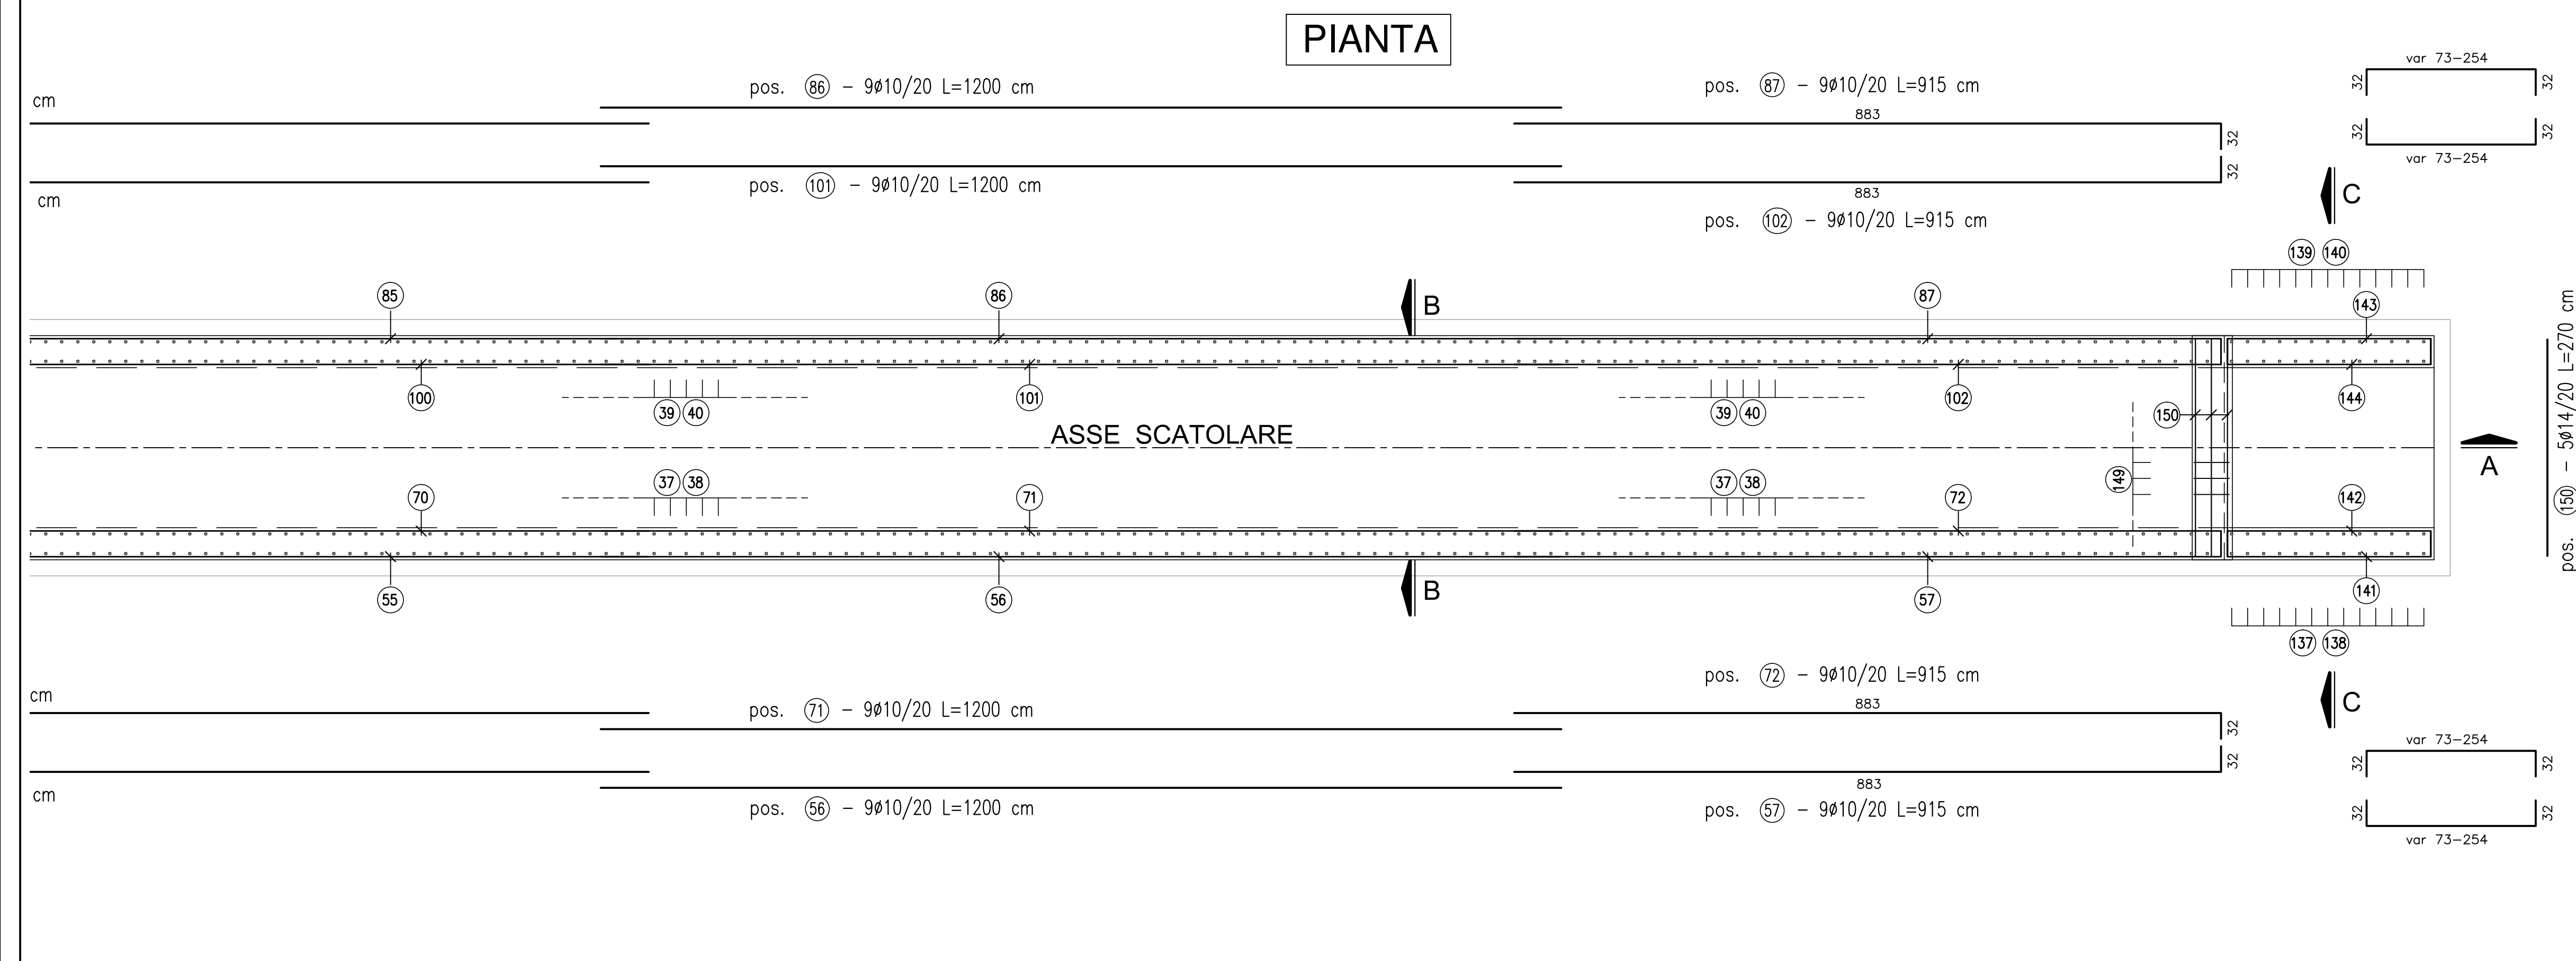 PIANTA
pos. 86 – 9ø10/20 L=1200 cm
pos. 87 – 9ø10/20 L=915 cm
var 73–254
32
32
cm
883
32
32
32
32
var 73–254
pos. 101 – 9ø10/20 L=1200 cm
883
cm
pos. 102 – 9ø10/20 L=915 cm
C
139 140
85
86
B
87
143
100
39 40
101
39 40
102
150
144
ASSE SCATOLARE
A
pos. 150 – 5ø14/20 L=270 cm
70
37 38
71
37 38
72
149
142
55
56
B
57
141
137 138
cm
pos. 71 – 9ø10/20 L=1200 cm
pos. 72 – 9ø10/20 L=915 cm
883
C
32
32
var 73–254
32
32
cm
883
32
32
pos. 56 – 9ø10/20 L=1200 cm
pos. 57 – 9ø10/20 L=915 cm
var 73–254